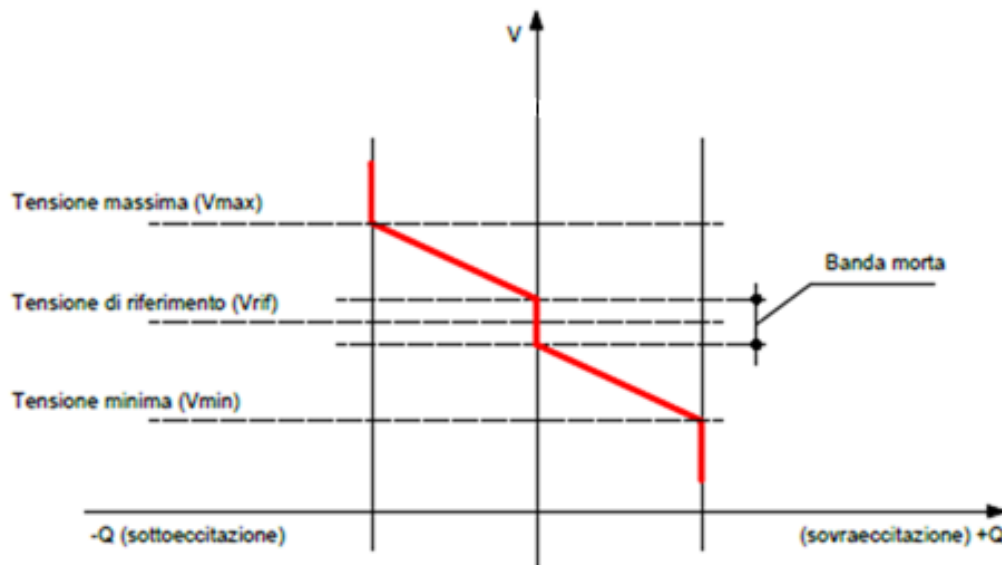 V
Tensione massima (Vmax)
Banda morta
Tensione di riferimento (Vrif)
Tensione minima (Vmin)
-Q (sottoeccitazione)
(sovraeccitazione) +Q